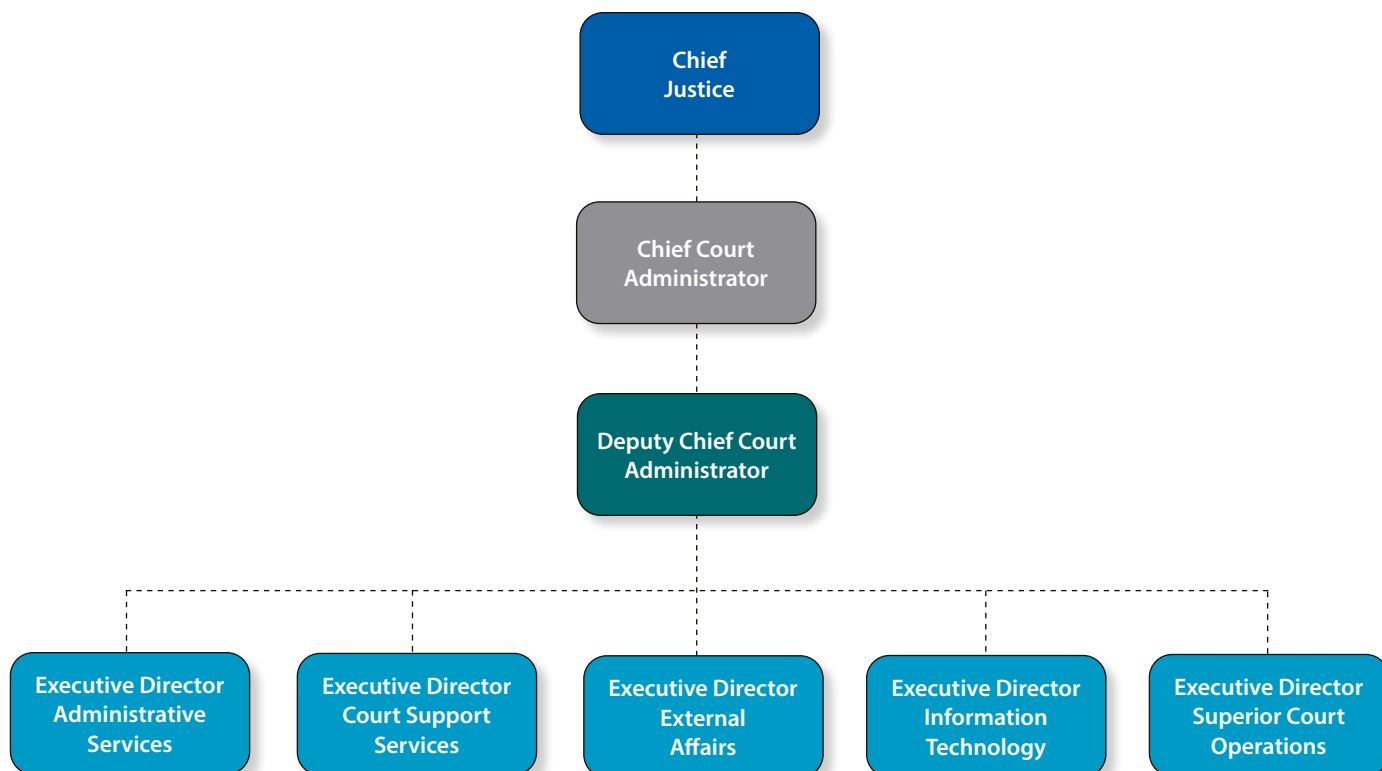 Chief
Justice
Chief Court
Administrator
Deputy Chief Court
Administrator
Executive Director
Administrative
Services
Executive Director
Court Support
Services
Executive Director
External
Affairs
Executive Director
Information
Technology
Executive Director
Superior Court
Operations